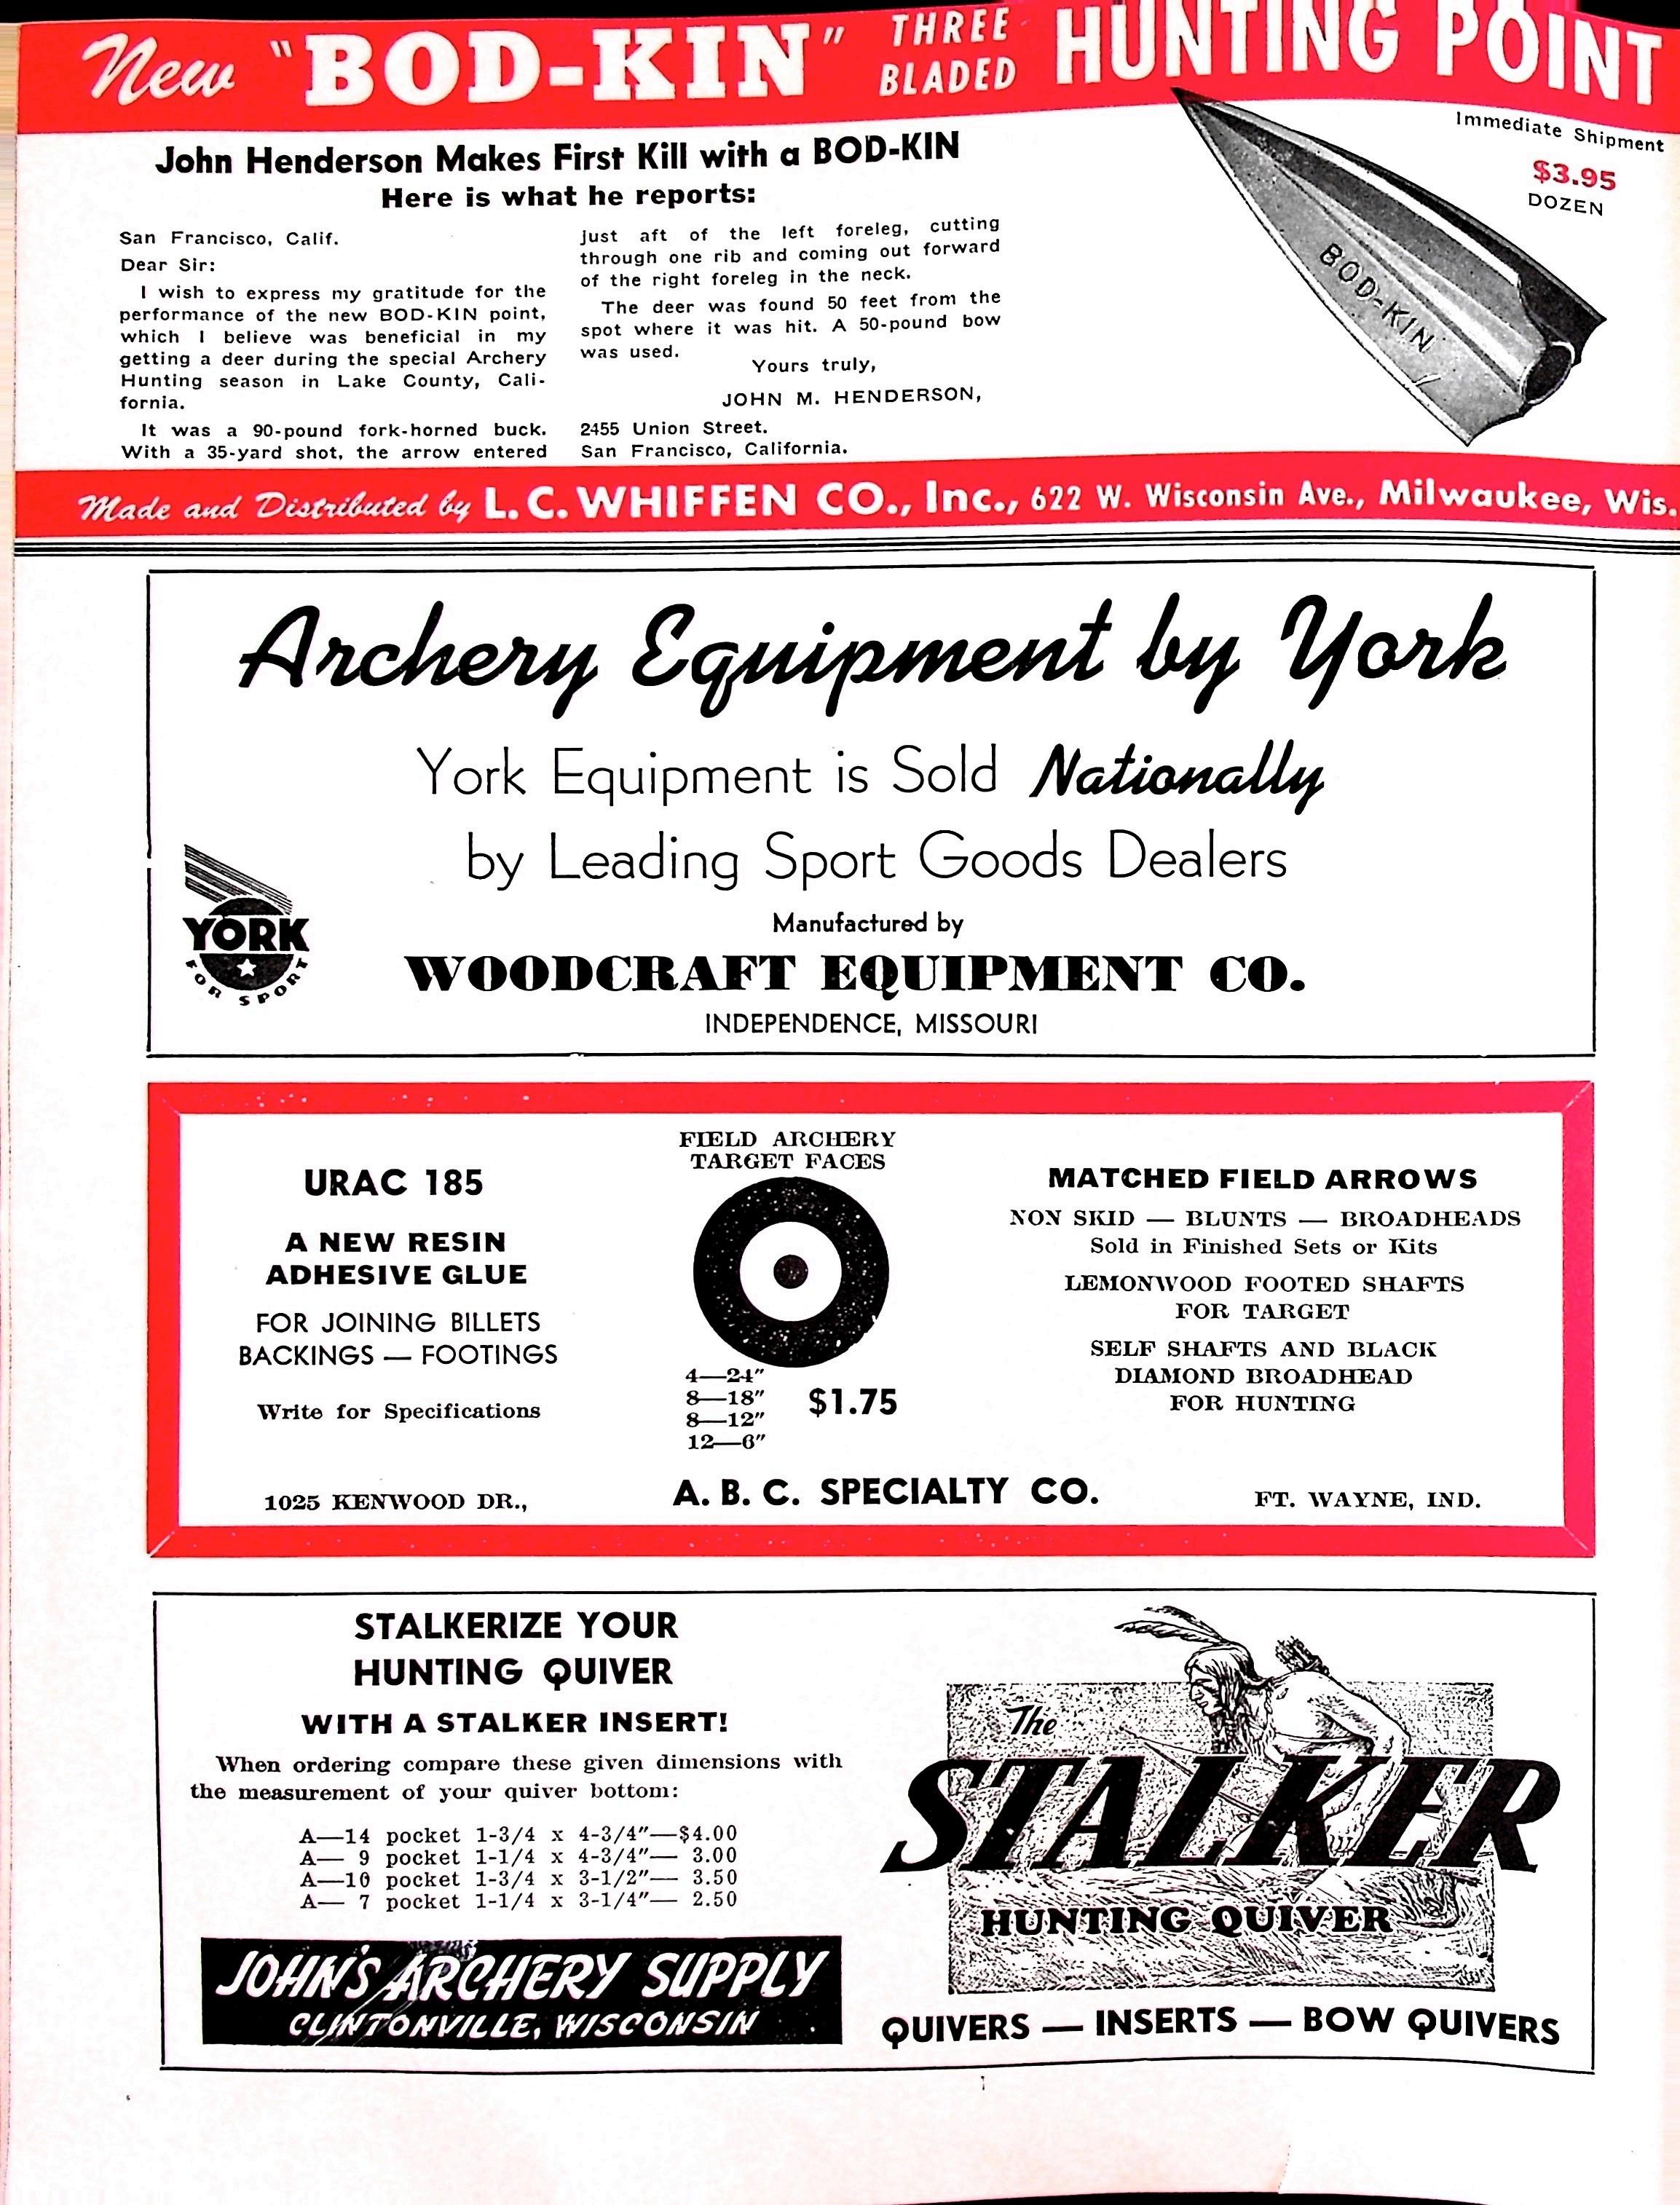 New "BOD-KIN" THREE BLADED HUNTING POINT
John Henderson Makes First Kill with a BOD-KIN
Here is what he reports:
San Francisco, Calif.
Dear Sir:
I wish to express my gratitude for the
performance of the new BOD-KIN point,
which I believe was beneficial in my
getting a deer during the special Archery
Hunting season in Lake County, Cali-
fornia.
It was a 90-pound fork-horned buck.
With a 35-yard shot, the arrow entered
just aft of the left foreleg, cutting
through one rib and coming out forward
of the right foreleg in the neck.
The deer was found 50 feet from the
spot where it was hit. A 50-pound bow
was used.
Yours truly,
JOHN M. HENDERSON,
2455 Union Street.
San Francisco, California.
Immediate Shipment
$3.95
DOZEN
BOD-KIN
Made and Distributed by L. C. WHIFFEN CO., Inc., 622 W. Wisconsin Ave., Milwaukee, Wis.
Archery Equipment by York
York Equipment is Sold Nationally
by Leading Sport Goods Dealers
YORK
FOR SPORT
Manufactured by
WOODCRAFT EQUIPMENT CO.
INDEPENDENCE, MISSOURI
URAC 185
A NEW RESIN
ADHESIVE GLUE
FOR JOINING BILLETS
BACKINGS — FOOTINGS
Write for Specifications
FIELD ARCHERY
TARGET FACES
4—24"
8—18"
8—12"
12—6"
$1.75
MATCHED FIELD ARROWS
NON SKID — BLUNTS — BROADHEADS
Sold in Finished Sets or Kits
LEMONWOOD FOOTED SHAFTS
FOR TARGET
SELF SHAFTS AND BLACK
DIAMOND BROADHEAD
FOR HUNTING
1025 KENWOOD DR., A. B. C. SPECIALTY CO. FT. WAYNE, IND.
STALKERIZE YOUR
HUNTING QUIVER
WITH A STALKER INSERT!
When ordering compare these given dimensions with
the measurement of your quiver bottom:
A—14 pocket 1-3/4 x 4-3/4"—$4.00
A— 9 pocket 1-1/4 x 4-3/4"— 3.00
A—10 pocket 1-3/4 x 3-1/2"— 3.50
A— 7 pocket 1-1/4 x 3-1/4"— 2.50
JOHN'S ARCHERY SUPPLY
CLINTONVILLE, WISCONSIN
The
STALKER
HUNTING QUIVER
QUIVERS — INSERTS — BOW QUIVERS